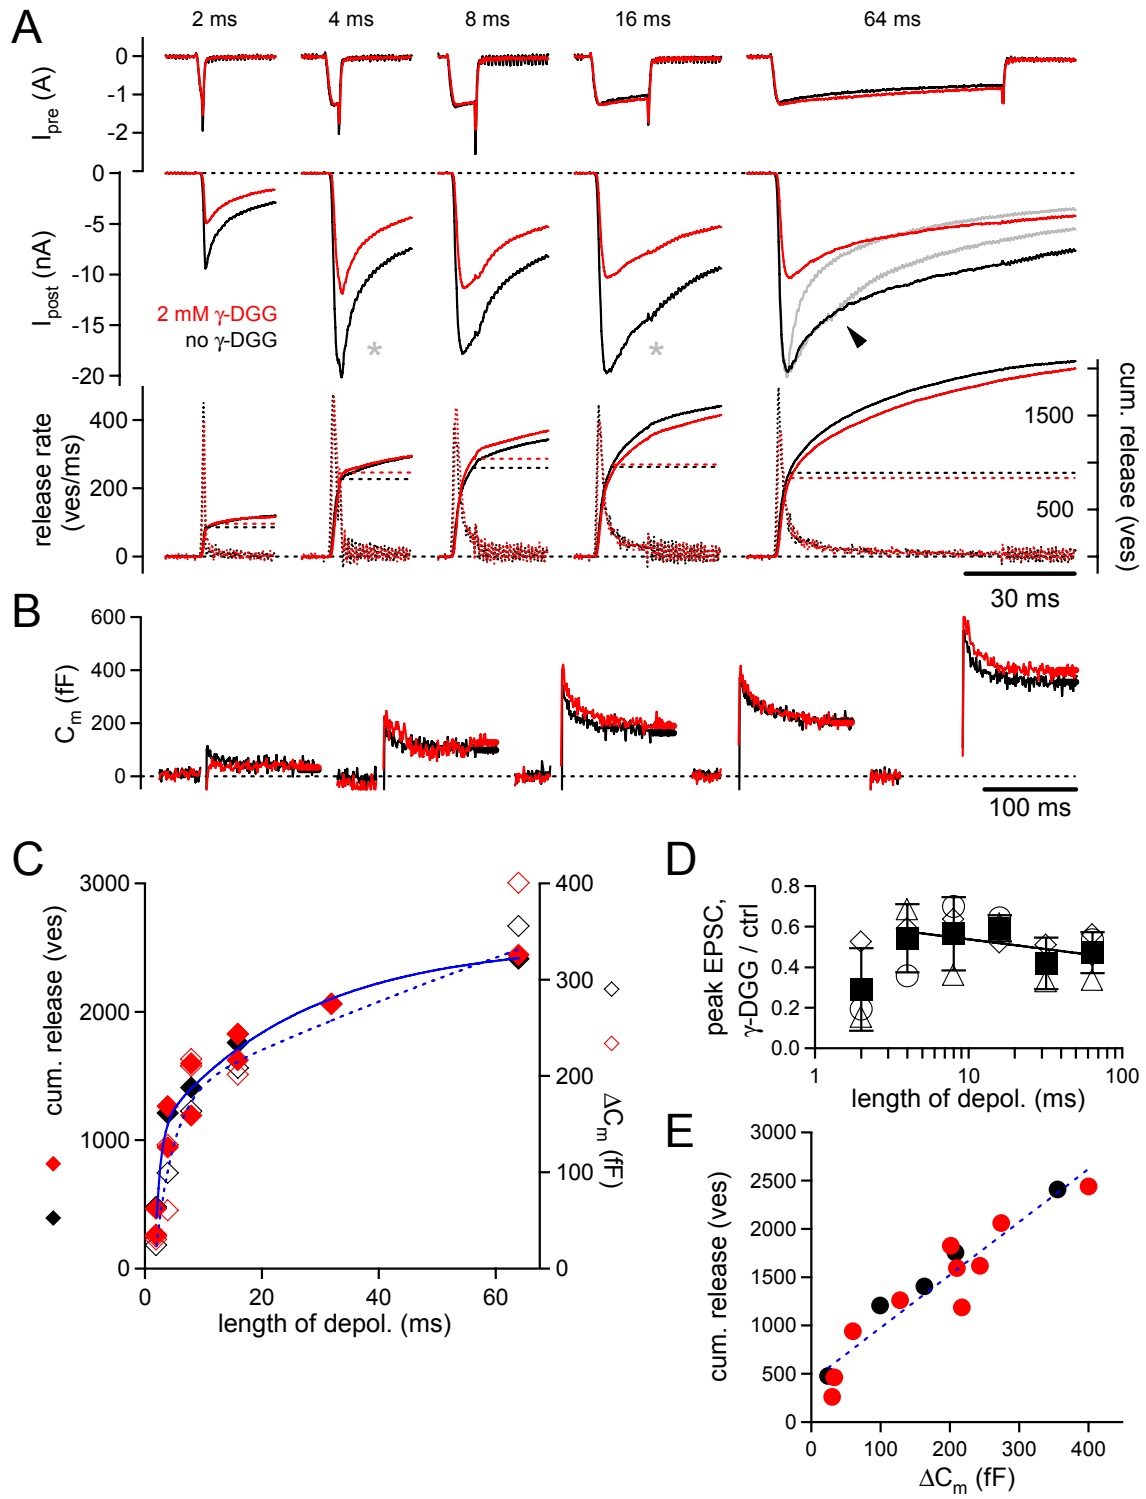 A
2 ms 4 ms 8 ms 16 ms 64 ms
I_pre (A)
0
-1
-2
I_post (nA)
0
-5
-10
-15
-20
2 mM γ-DGG
no γ-DGG
*
*
release rate
(ves/ms)
400
200
0
cum. release (ves)
1500
500
30 ms
B
C_m (fF)
600
400
200
0
100 ms
C
cum. release (ves)
3000
2000
1000
0
400
300
200
100
0
ΔC_m (fF)
0 20 40 60
length of depol. (ms)
D
peak EPSC,
γ-DGG / ctrl
0.8
0.6
0.4
0.2
0.0
1 10 100
length of depol. (ms)
E
cum. release (ves)
3000
2500
2000
1500
1000
500
0
0 100 200 300 400
ΔC_m (fF)